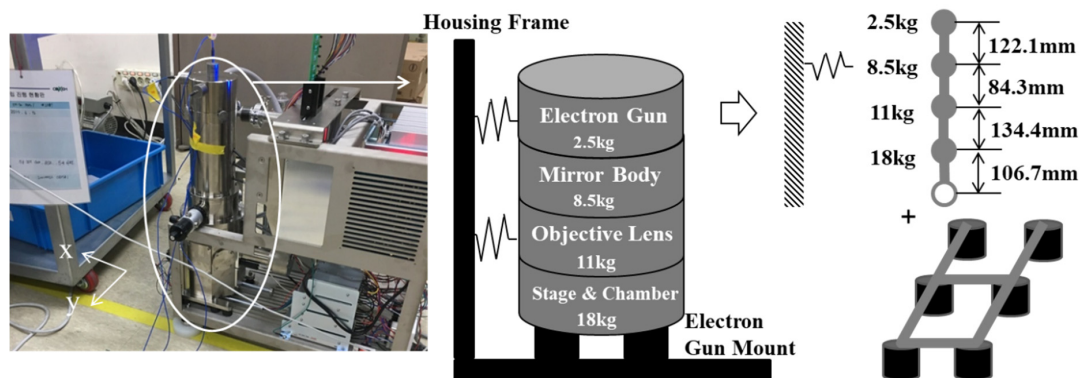 Housing Frame
Electron Gun
2.5kg
Mirror Body
8.5kg
Objective Lens
11kg
Stage & Chamber
18kg
Electron
Gun Mount
2.5kg
8.5kg
11kg
18kg
122.1mm
84.3mm
134.4mm
106.7mm
+
x
y